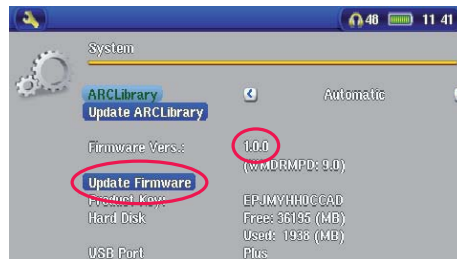 48 11 41
System
ARCLibrary Automatic
Update ARCLibrary
Firmware Vers.: 1.0.0
(WMDRMPD: 9.0)
Update Firmware
Product Key: EPJMYHH0CCAD
Hard Disk Free: 36195 (MB)
Used: 1938 (MB)
USB Port Plus